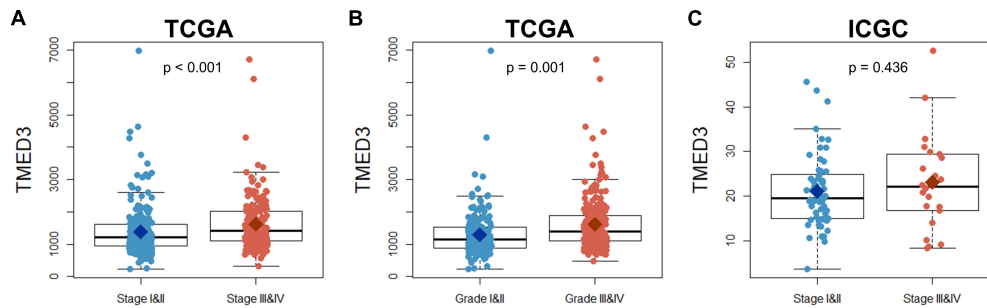 A
TCGA
p < 0.001
TMED3
7000
5000
3000
1000
0
Stage I&II
Stage III&IV
B
TCGA
p = 0.001
TMED3
7000
5000
3000
1000
0
Grade I&II
Grade III&IV
C
ICGC
p = 0.436
TMED3
50
40
30
20
10
Stage I&II
Stage III&IV